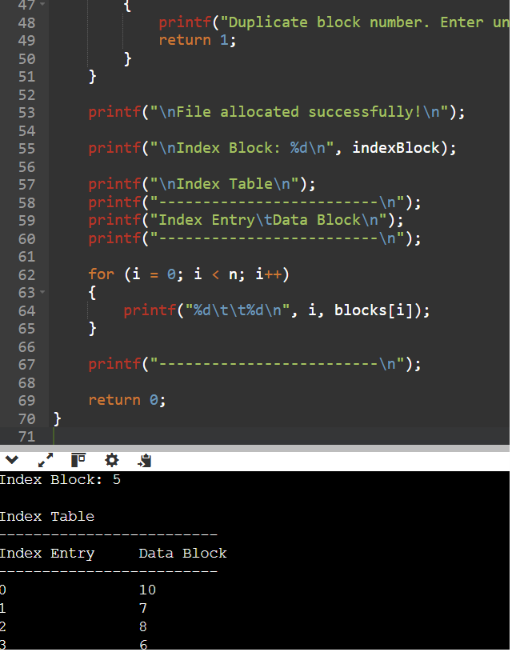 47 {
48 printf("Duplicate block number. Enter un
49 return 1;
50 }
51 }
52
53 printf("\nFile allocated successfully!\n");
54
55 printf("\nIndex Block: %d\n", indexBlock);
56
57 printf("\nIndex Table\n");
58 printf("-------------------------\n");
59 printf("Index Entry\tData Block\n");
60 printf("-------------------------\n");
61
62 for (i = 0; i < n; i++)
63 {
64 printf("%d\t\t%d\n", i, blocks[i]);
65 }
66
67 printf("-------------------------\n");
68
69 return 0;
70 }
71
Index Block: 5
Index Table
-------------------------
Index Entry Data Block
-------------------------
0 10
1 7
2 8
3 6